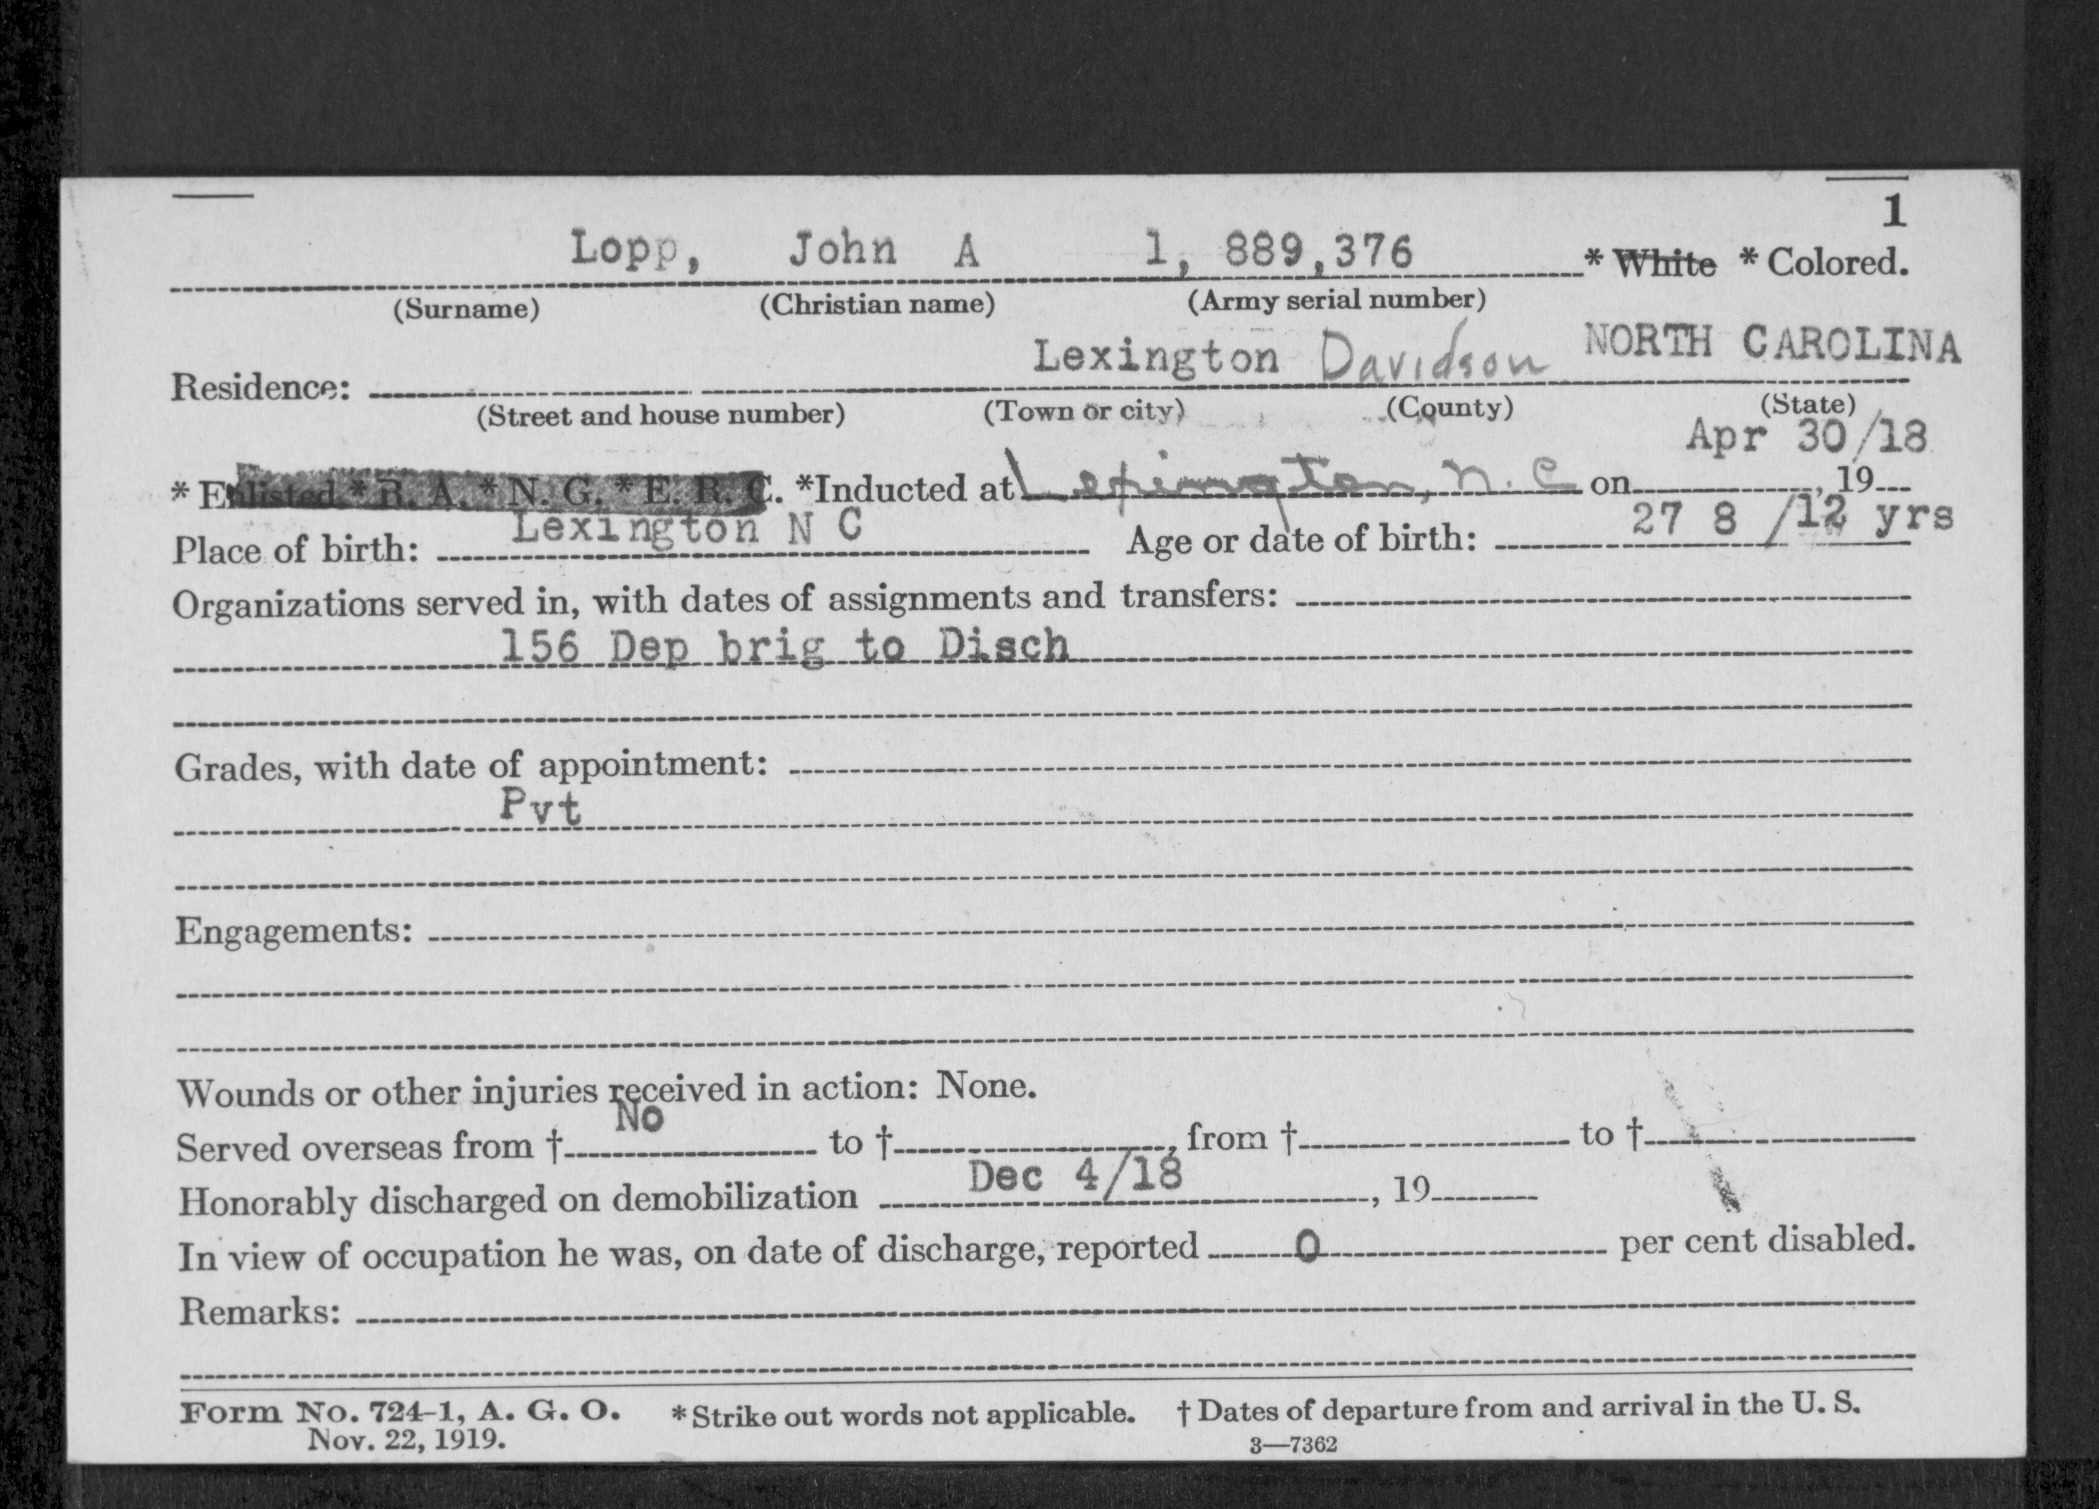 1
Lopp, John A 1, 889,376 * White * Colored.
(Surname) (Christian name) (Army serial number)
Residence: Lexington Davidson NORTH CAROLINA
(Street and house number) (Town or city) (County) (State)
Apr 30/18
* Enlisted * R. A. * N. G. * E. R. C. *Inducted at Lexington, N. C on , 19
Place of birth: Lexington N C Age or date of birth: 27 8 /12 yrs
Organizations served in, with dates of assignments and transfers:
156 Dep brig to Disch
Grades, with date of appointment:
Pvt
Engagements:
Wounds or other injuries received in action: None.
Served overseas from † No to † , from † to †
Honorably discharged on demobilization Dec 4/18 , 19
In view of occupation he was, on date of discharge, reported 0 per cent disabled.
Remarks:
Form No. 724-1, A. G. O. * Strike out words not applicable. † Dates of departure from and arrival in the U. S.
Nov. 22, 1919. 3—7362